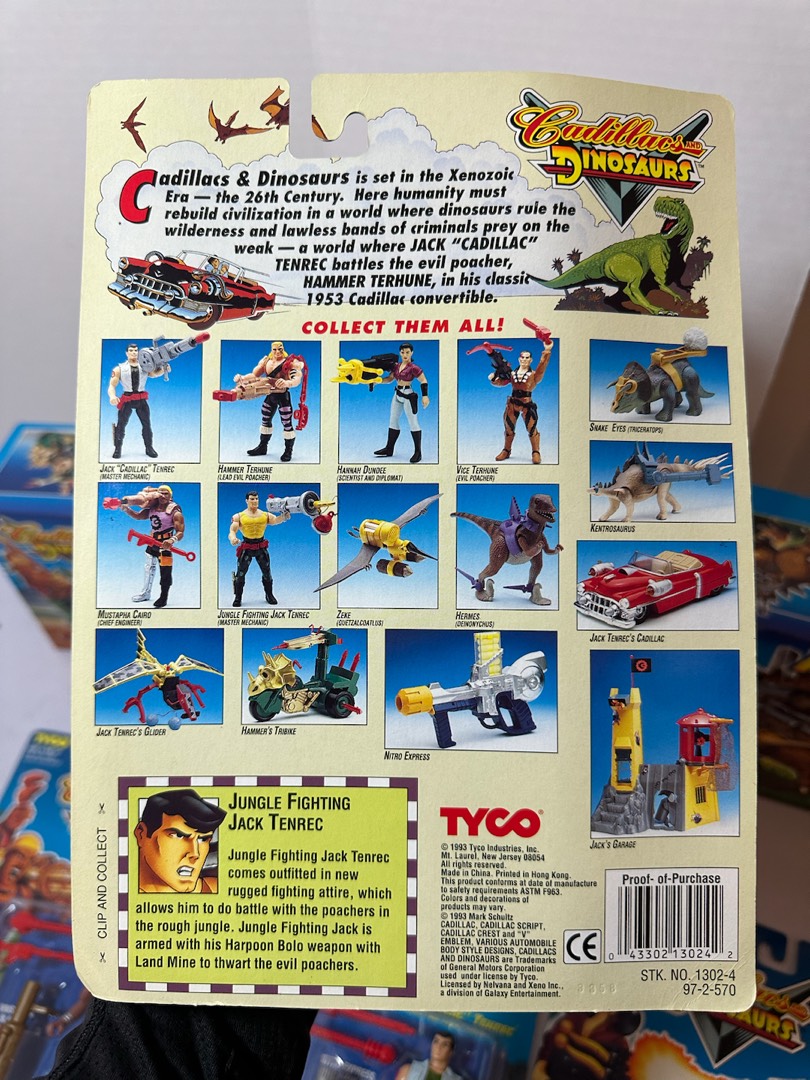 Cadillacs AND
DINOSAURS™
Cadillacs & Dinosaurs is set in the Xenozoic
Era — the 26th Century. Here humanity must
rebuild civilization in a world where dinosaurs rule the
wilderness and lawless bands of criminals prey on the
weak — a world where JACK "CADILLAC"
TENREC battles the evil poacher,
HAMMER TERHUNE, in his classic
1953 Cadillac convertible.
COLLECT THEM ALL!
JACK "CADILLAC" TENREC
(MASTER MECHANIC)
HAMMER TERHUNE
(LEAD EVIL POACHER)
HANNAH DUNDEE
(SCIENTIST AND DIPLOMAT)
VICE TERHUNE
(EVIL POACHER)
SNAKE EYES (TRICERATOPS)
KENTROSAURUS
MUSTAPHA CAIRO
(CHIEF ENGINEER)
JUNGLE FIGHTING JACK TENREC
(MASTER MECHANIC)
ZEKE
(QUETZALCOATLUS)
HERMES
(DEINONYCHUS)
JACK TENREC'S CADILLAC
JACK TENREC'S GLIDER
HAMMER'S TRIBIKE
NITRO EXPRESS
JACK'S GARAGE
CLIP AND COLLECT
JUNGLE FIGHTING
JACK TENREC
Jungle Fighting Jack Tenrec
comes outfitted in new
rugged fighting attire, which
allows him to do battle with the poachers in
the rough jungle. Jungle Fighting Jack is
armed with his Harpoon Bolo weapon with
Land Mine to thwart the evil poachers.
TYCO®
© 1993 Tyco Industries, Inc.
Mt. Laurel, New Jersey 08054
All rights reserved.
Made in China. Printed in Hong Kong.
This product conforms at date of manufacture
to safety requirements ASTM F963.
Colors and decorations of
products may vary.
© 1993 Mark Schultz
CADILLAC, CADILLAC SCRIPT,
CADILLAC CREST and "V"
EMBLEM, VARIOUS AUTOMOBILE
BODY STYLE DESIGNS, CADILLACS
AND DINOSAURS are Trademarks
of General Motors Corporation
used under license by Tyco.
Licensed by Nelvana and Xeno Inc.,
a division of Galaxy Entertainment.
CE
Proof-of-Purchase
0 43302 13024 2
STK. NO. 1302-4
97-2-570